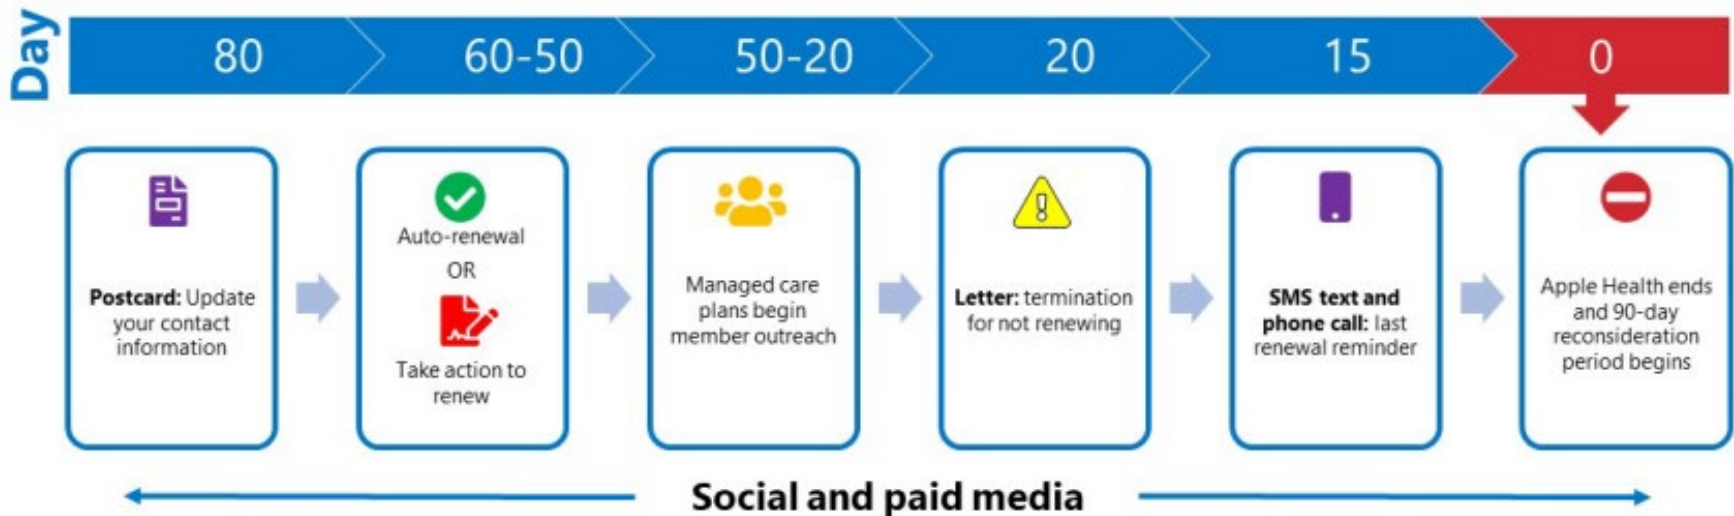 Day
80
60-50
50-20
20
15
0
Postcard: Update
your contact
information
Auto-renewal
OR
Take action to
renew
Managed care
plans begin
member outreach
Letter: termination
for not renewing
SMS text and
phone call: last
renewal reminder
Apple Health ends
and 90-day
reconsideration
period begins
Social and paid media